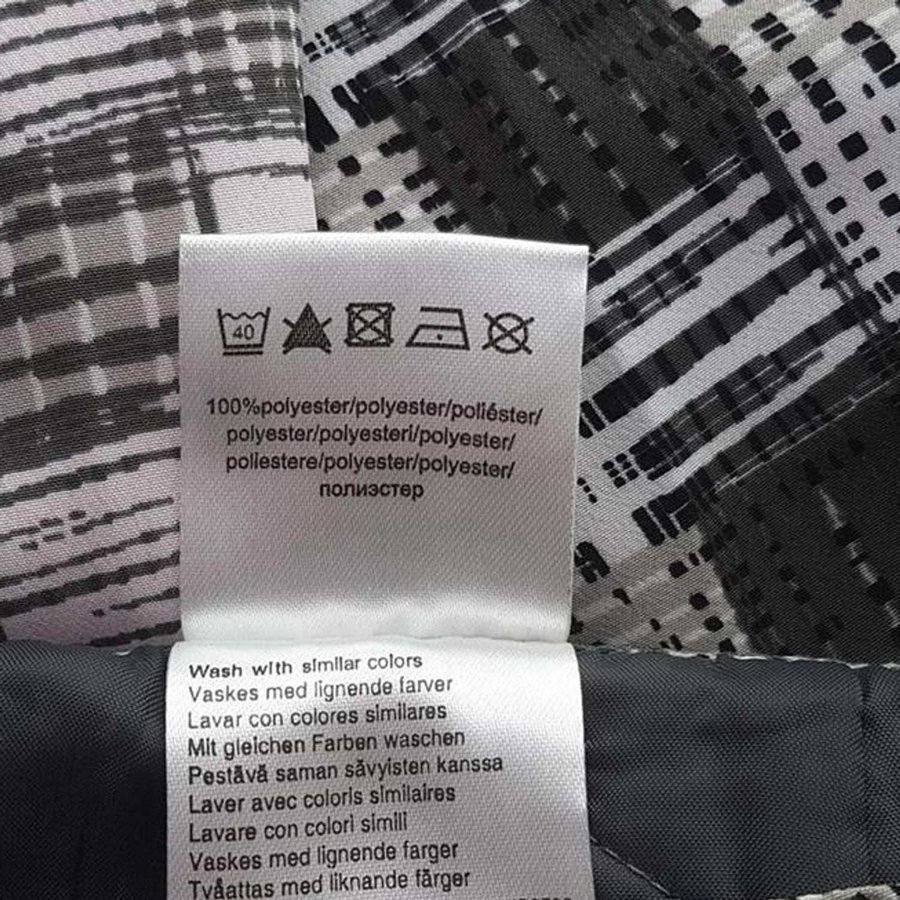 40
100%polyester/polyester/poliéster/
polyester/polyesteri/polyester/
poliestere/polyester/polyester/
полиэстер
Wash with similar colors
Vaskes med lignende farver
Lavar con colores similares
Mit gleichen Farben waschen
Pestävä saman sävyisten kanssa
Laver avec coloris similaires
Lavare con colori simili
Vaskes med lignende farger
Tvåattas med liknande färger